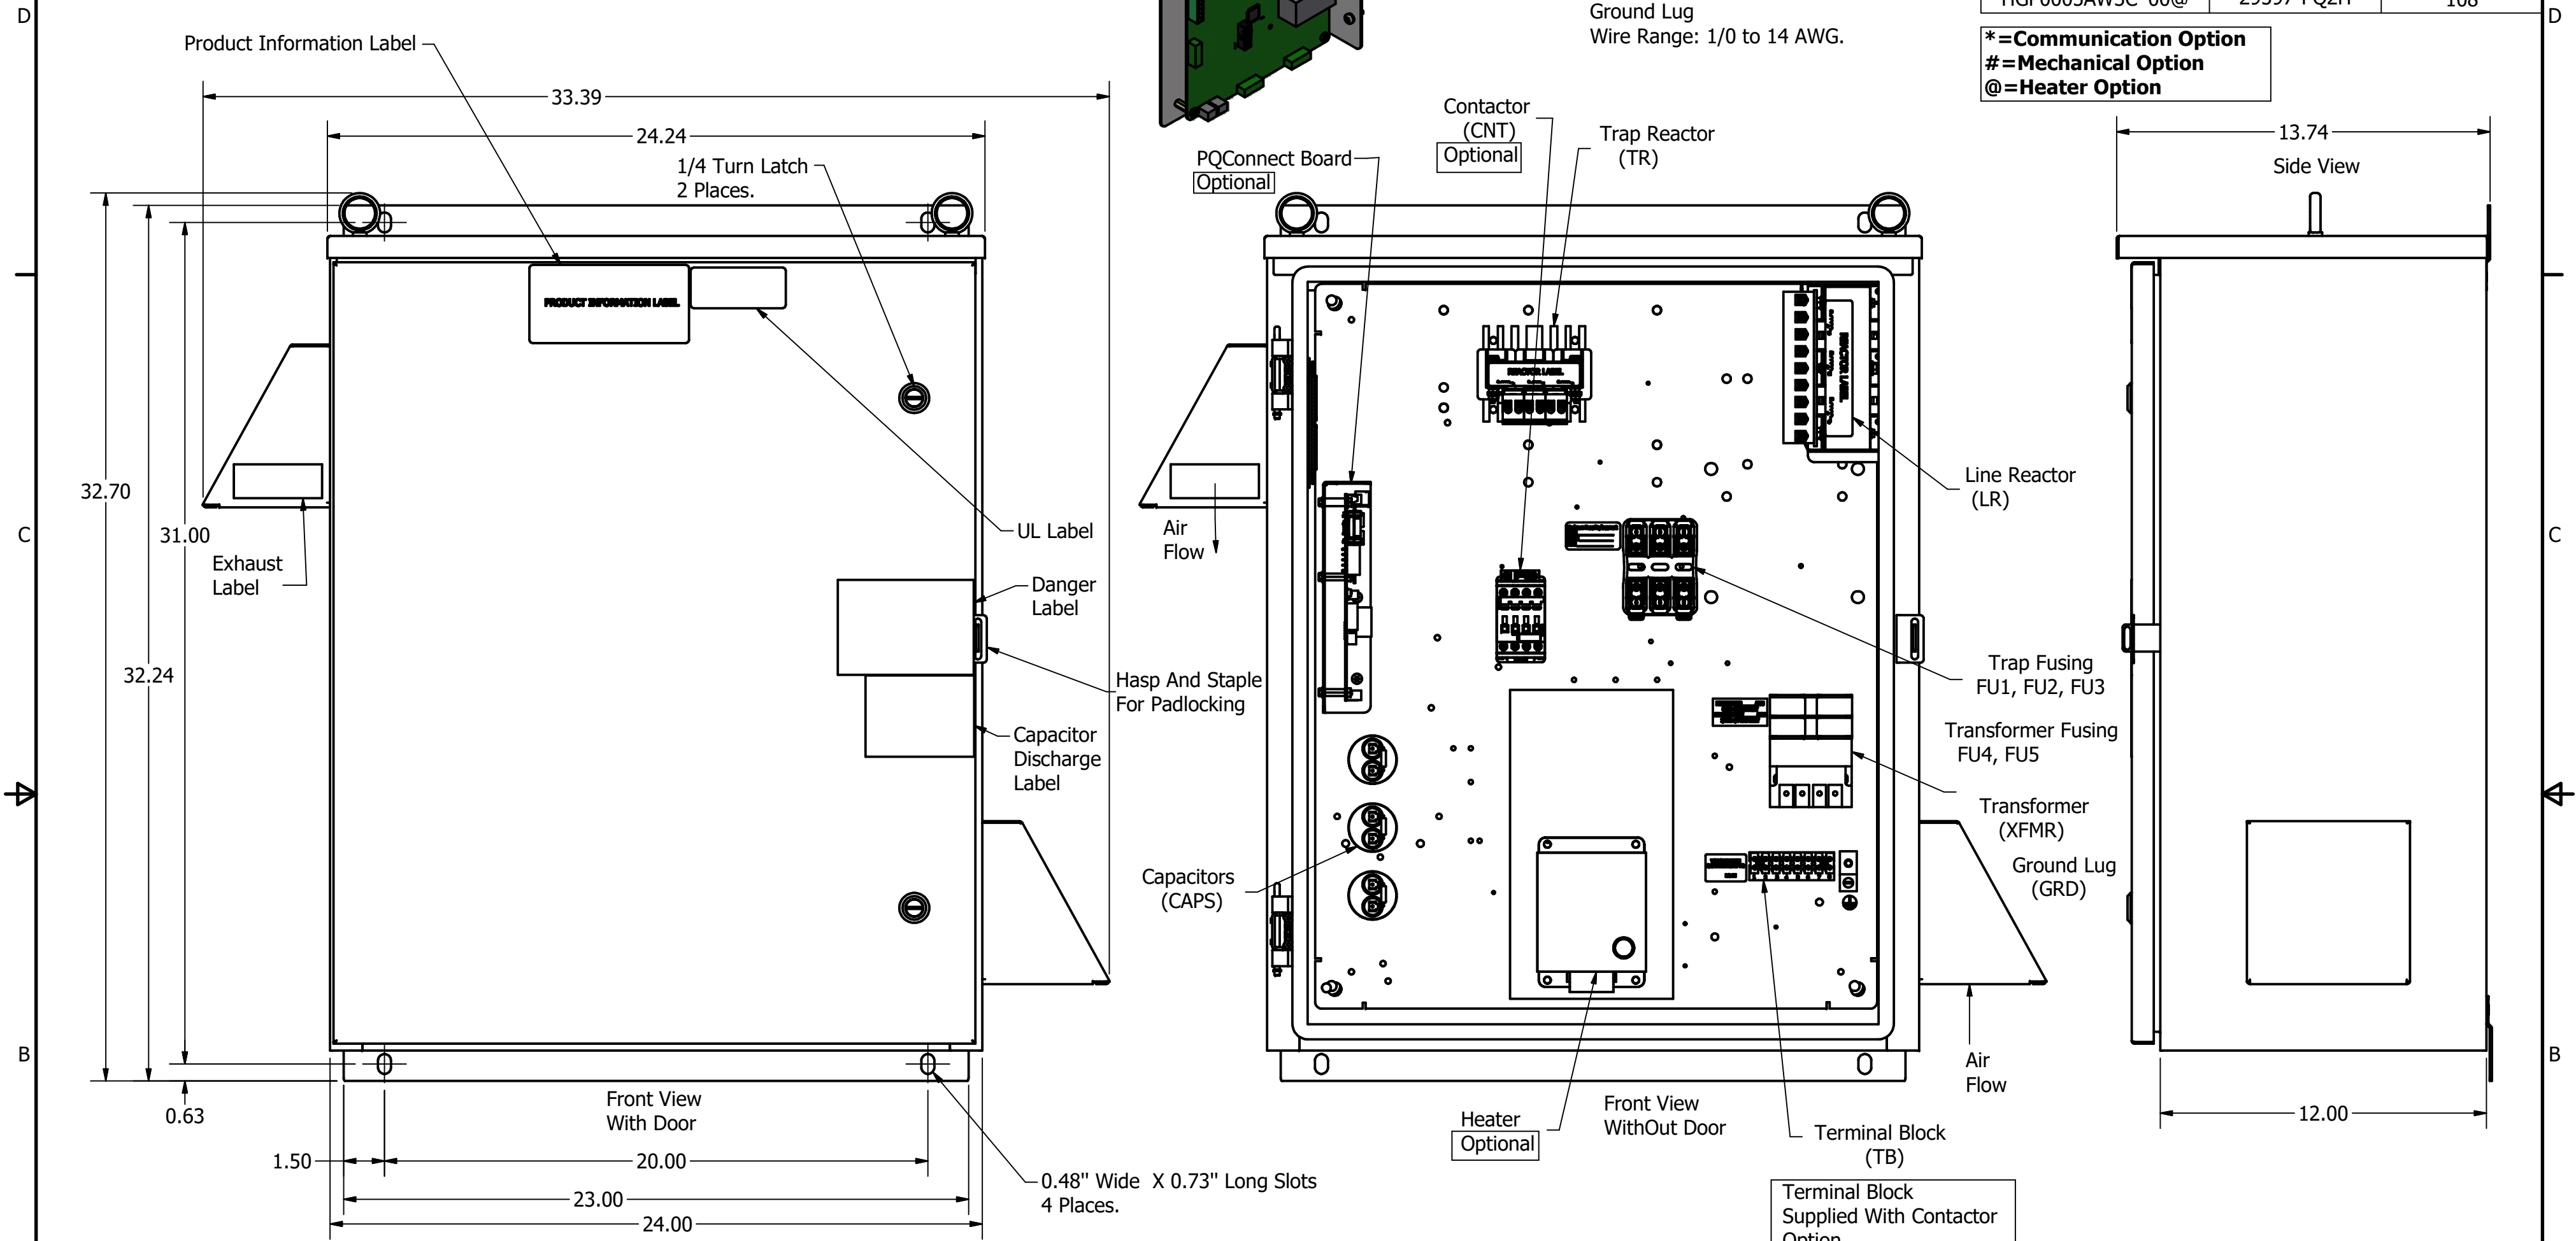 D
D
Product Information Label
Ground Lug
Wire Range: 1/0 to 14 AWG.
108
*=Communication Option
#=Mechanical Option
@=Heater Option
33.39
24.24
1/4 Turn Latch
2 Places.
Contactor
(CNT)
Optional
Trap Reactor
(TR)
PQConnect Board
Optional
13.74
Side View
PRODUCT INFORMATION LABEL
REACTOR LABEL
REACTOR LABEL
32.70
31.00
32.24
C
C
Exhaust
Label
UL Label
Danger
Label
Hasp And Staple
For Padlocking
Capacitor
Discharge
Label
Air
Flow
Line Reactor
(LR)
Trap Fusing
FU1, FU2, FU3
Transformer Fusing
FU4, FU5
Transformer
(XFMR)
Ground Lug
(GRD)
Capacitors
(CAPS)
B
B
0.63
Front View
With Door
1.50
20.00
23.00
24.00
0.48" Wide X 0.73" Long Slots
4 Places.
Heater
Optional
Front View
WithOut Door
Air
Flow
Terminal Block
(TB)
12.00
Terminal Block
Supplied With Contactor
Option